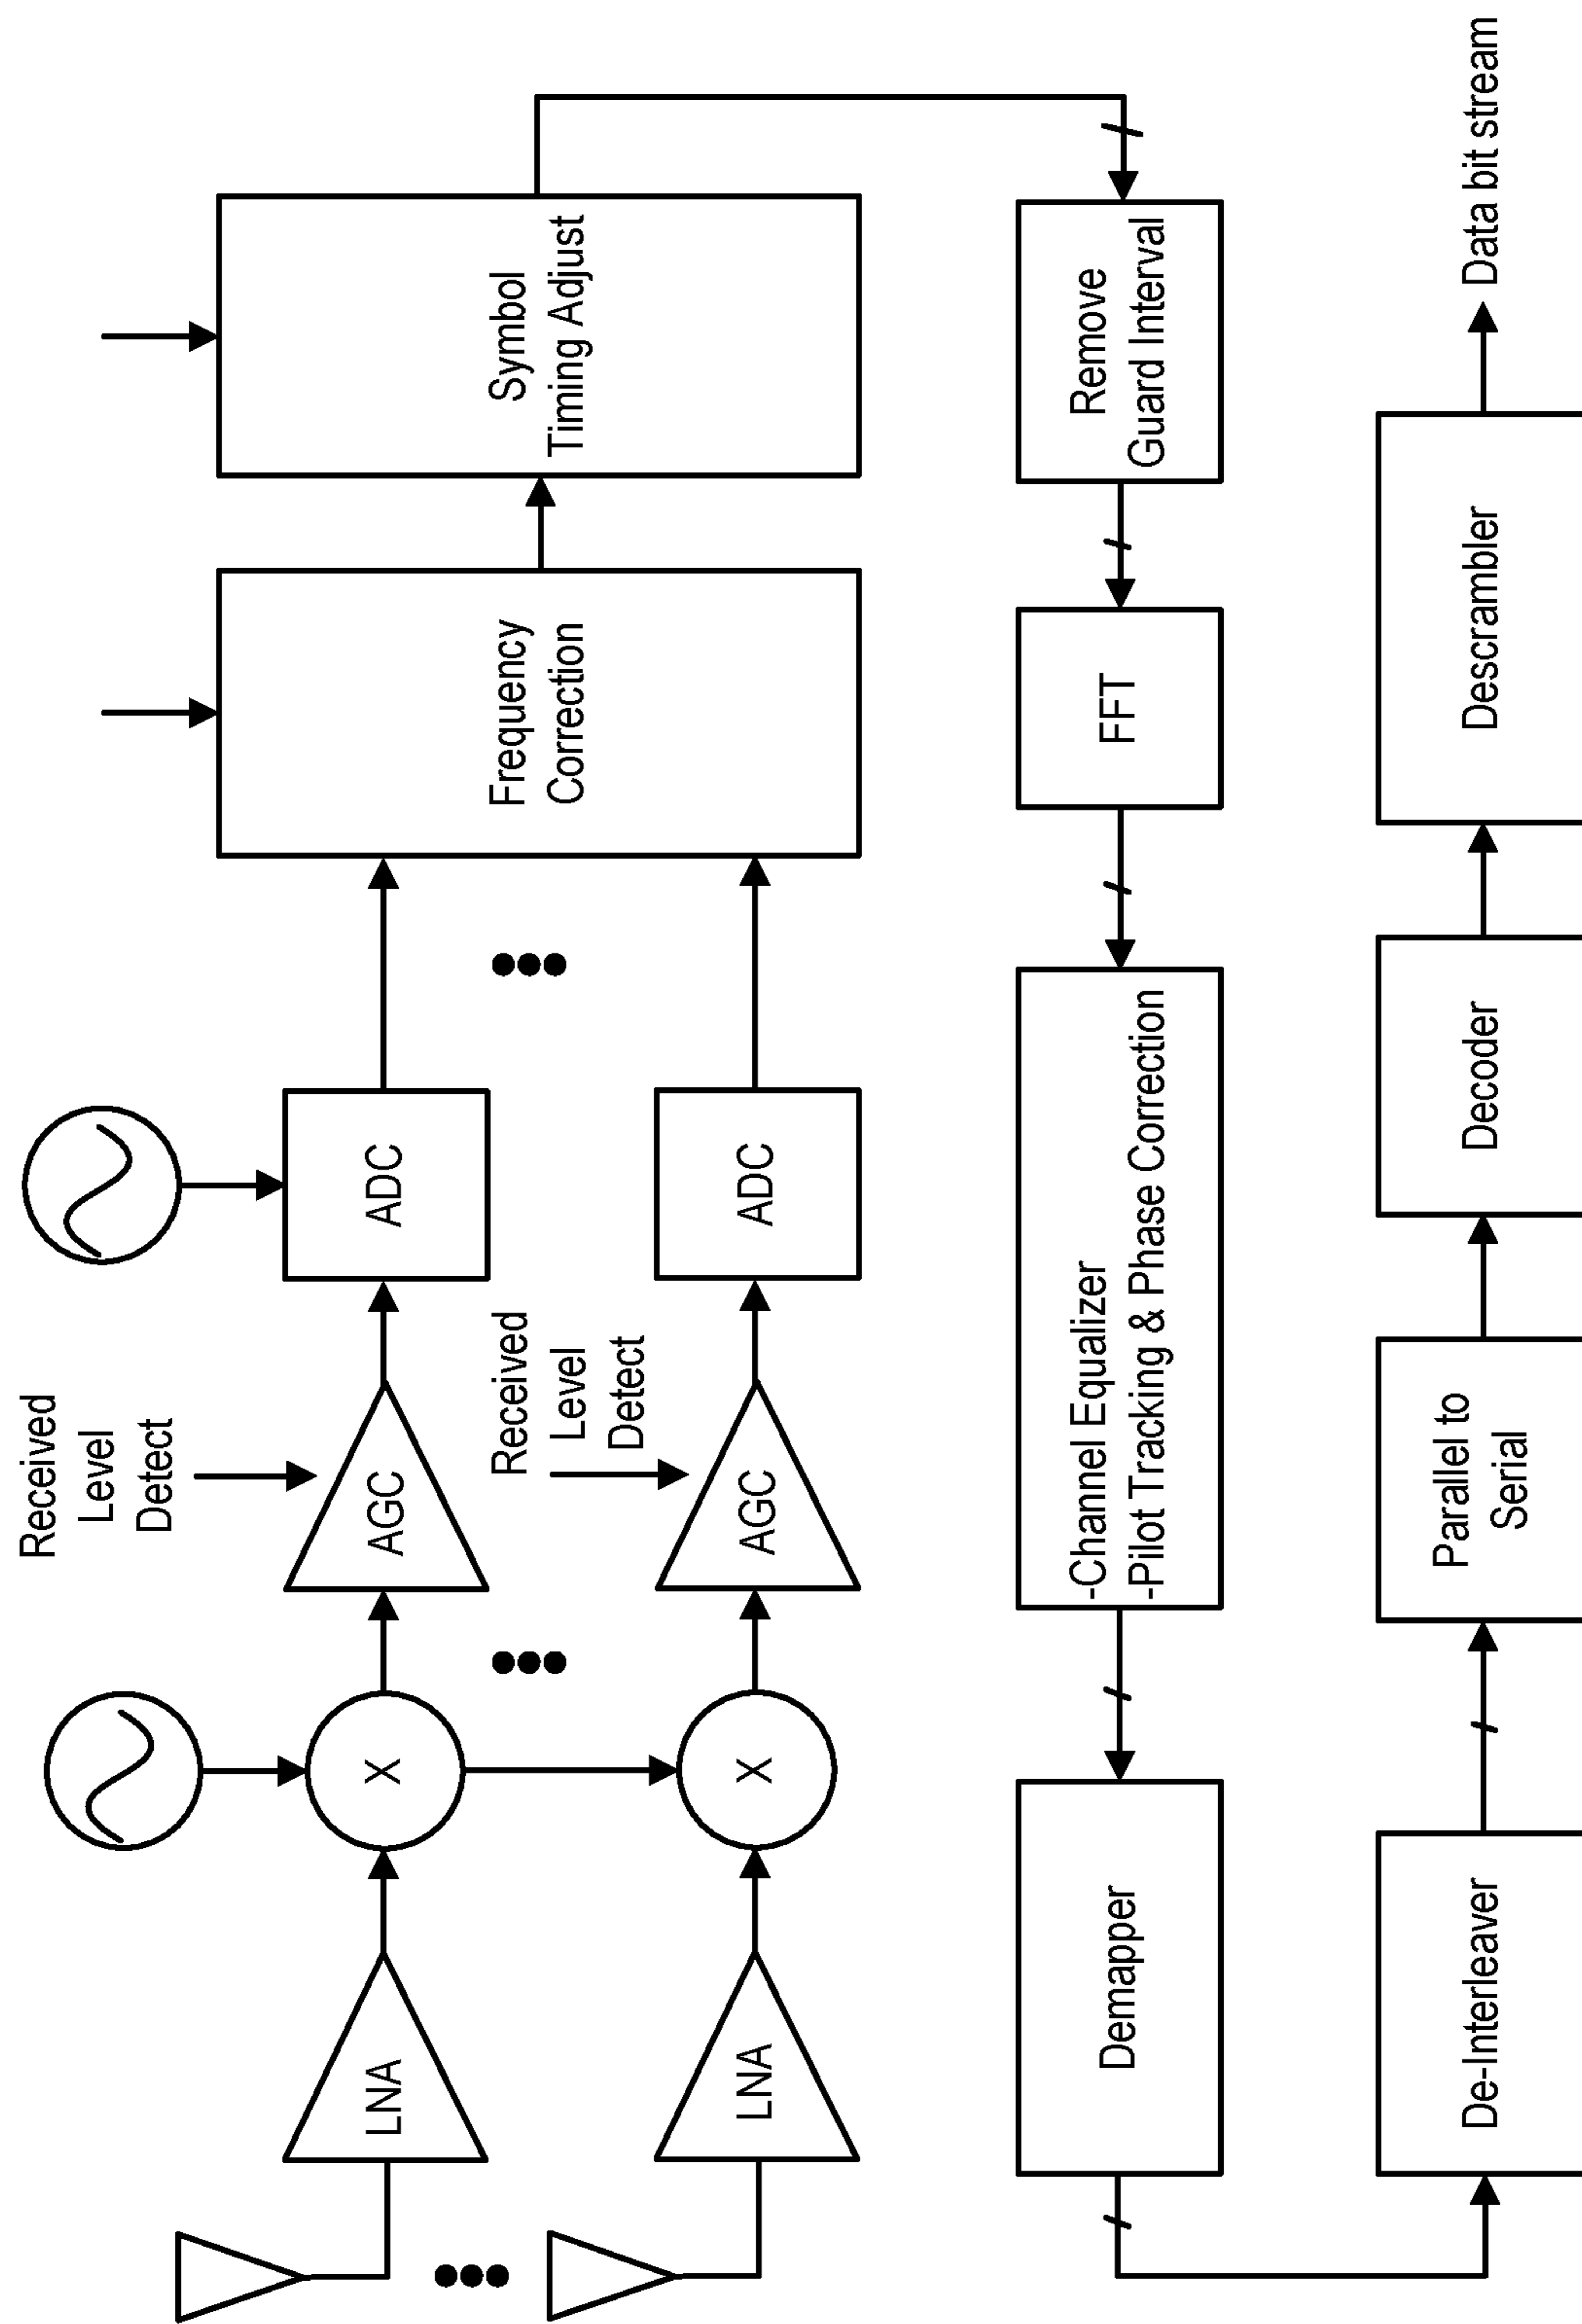 Received
Level
Detect
LNA
X
AGC
ADC
Frequency
Correction
Symbol
Timing Adjust
Received
Level
Detect
LNA
X
AGC
ADC
Demapper
-Channel Equalizer
-Pilot Tracking & Phase Correction
FFT
Remove
Guard Interval
De-Interleaver
Parallel to
Serial
Decoder
Descrambler
Data bit stream